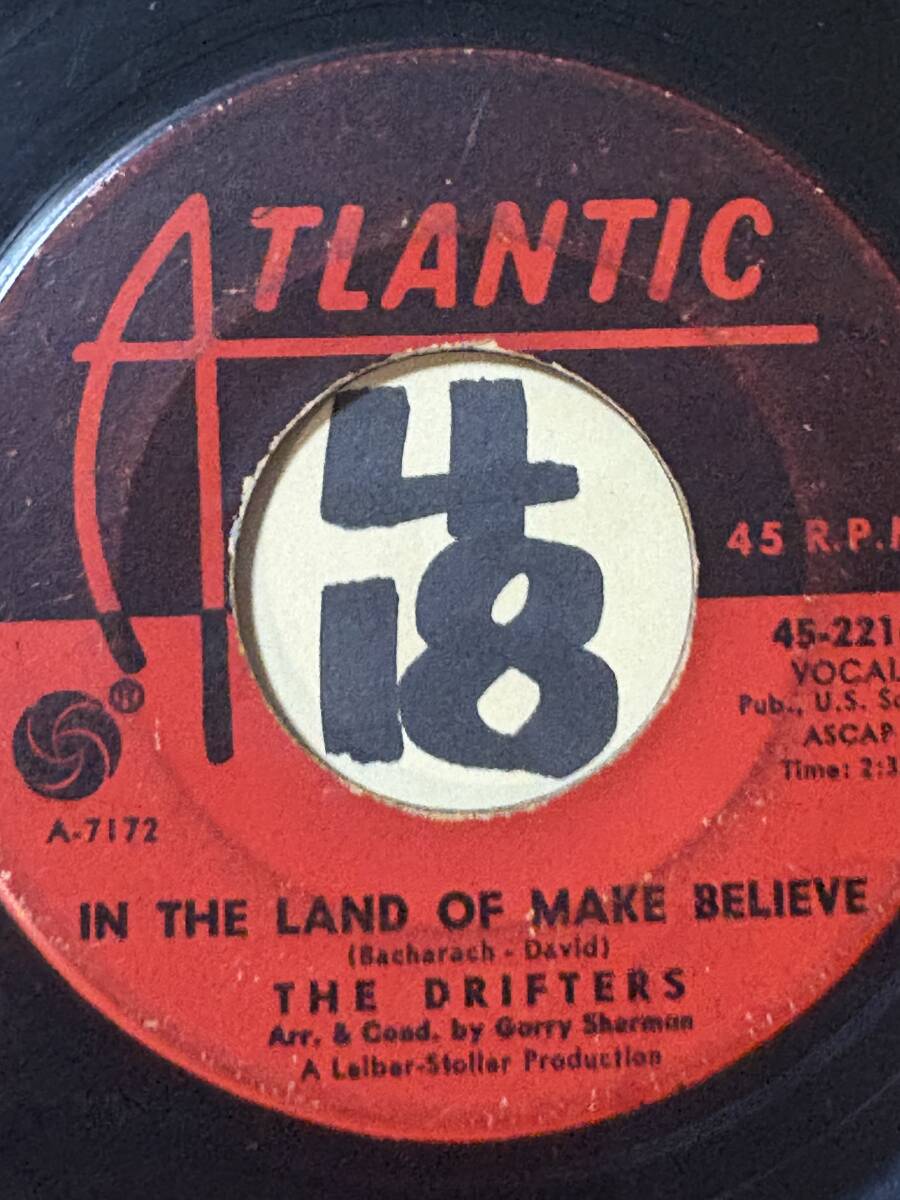 ATLANTIC
4
18
45 R.P.M
45-221
VOCAL
Pub., U.S. So
ASCAP
Time: 2:3
®
A-7172
IN THE LAND OF MAKE BELIEVE
(Bacharach - David)
THE DRIFTERS
Arr. & Cond. by Garry Sherman
A Leiber-Stoller Production